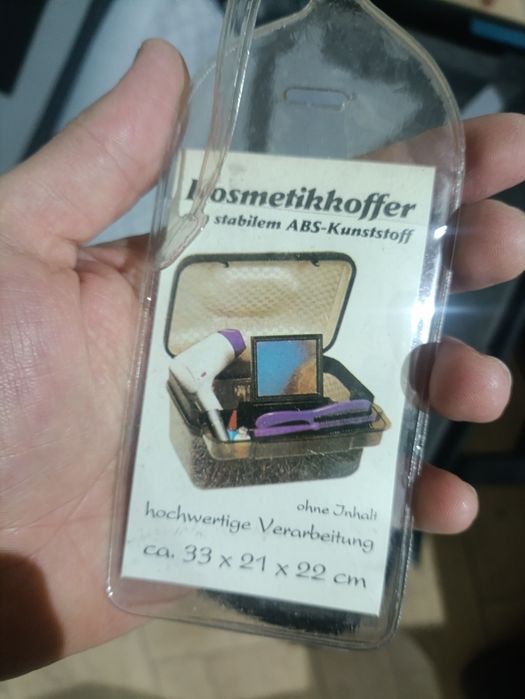 Kosmetikkoffer
stabilem ABS-Kunststoff
ohne Inhalt
hochwertige Verarbeitung
ca. 33 x 21 x 22 cm